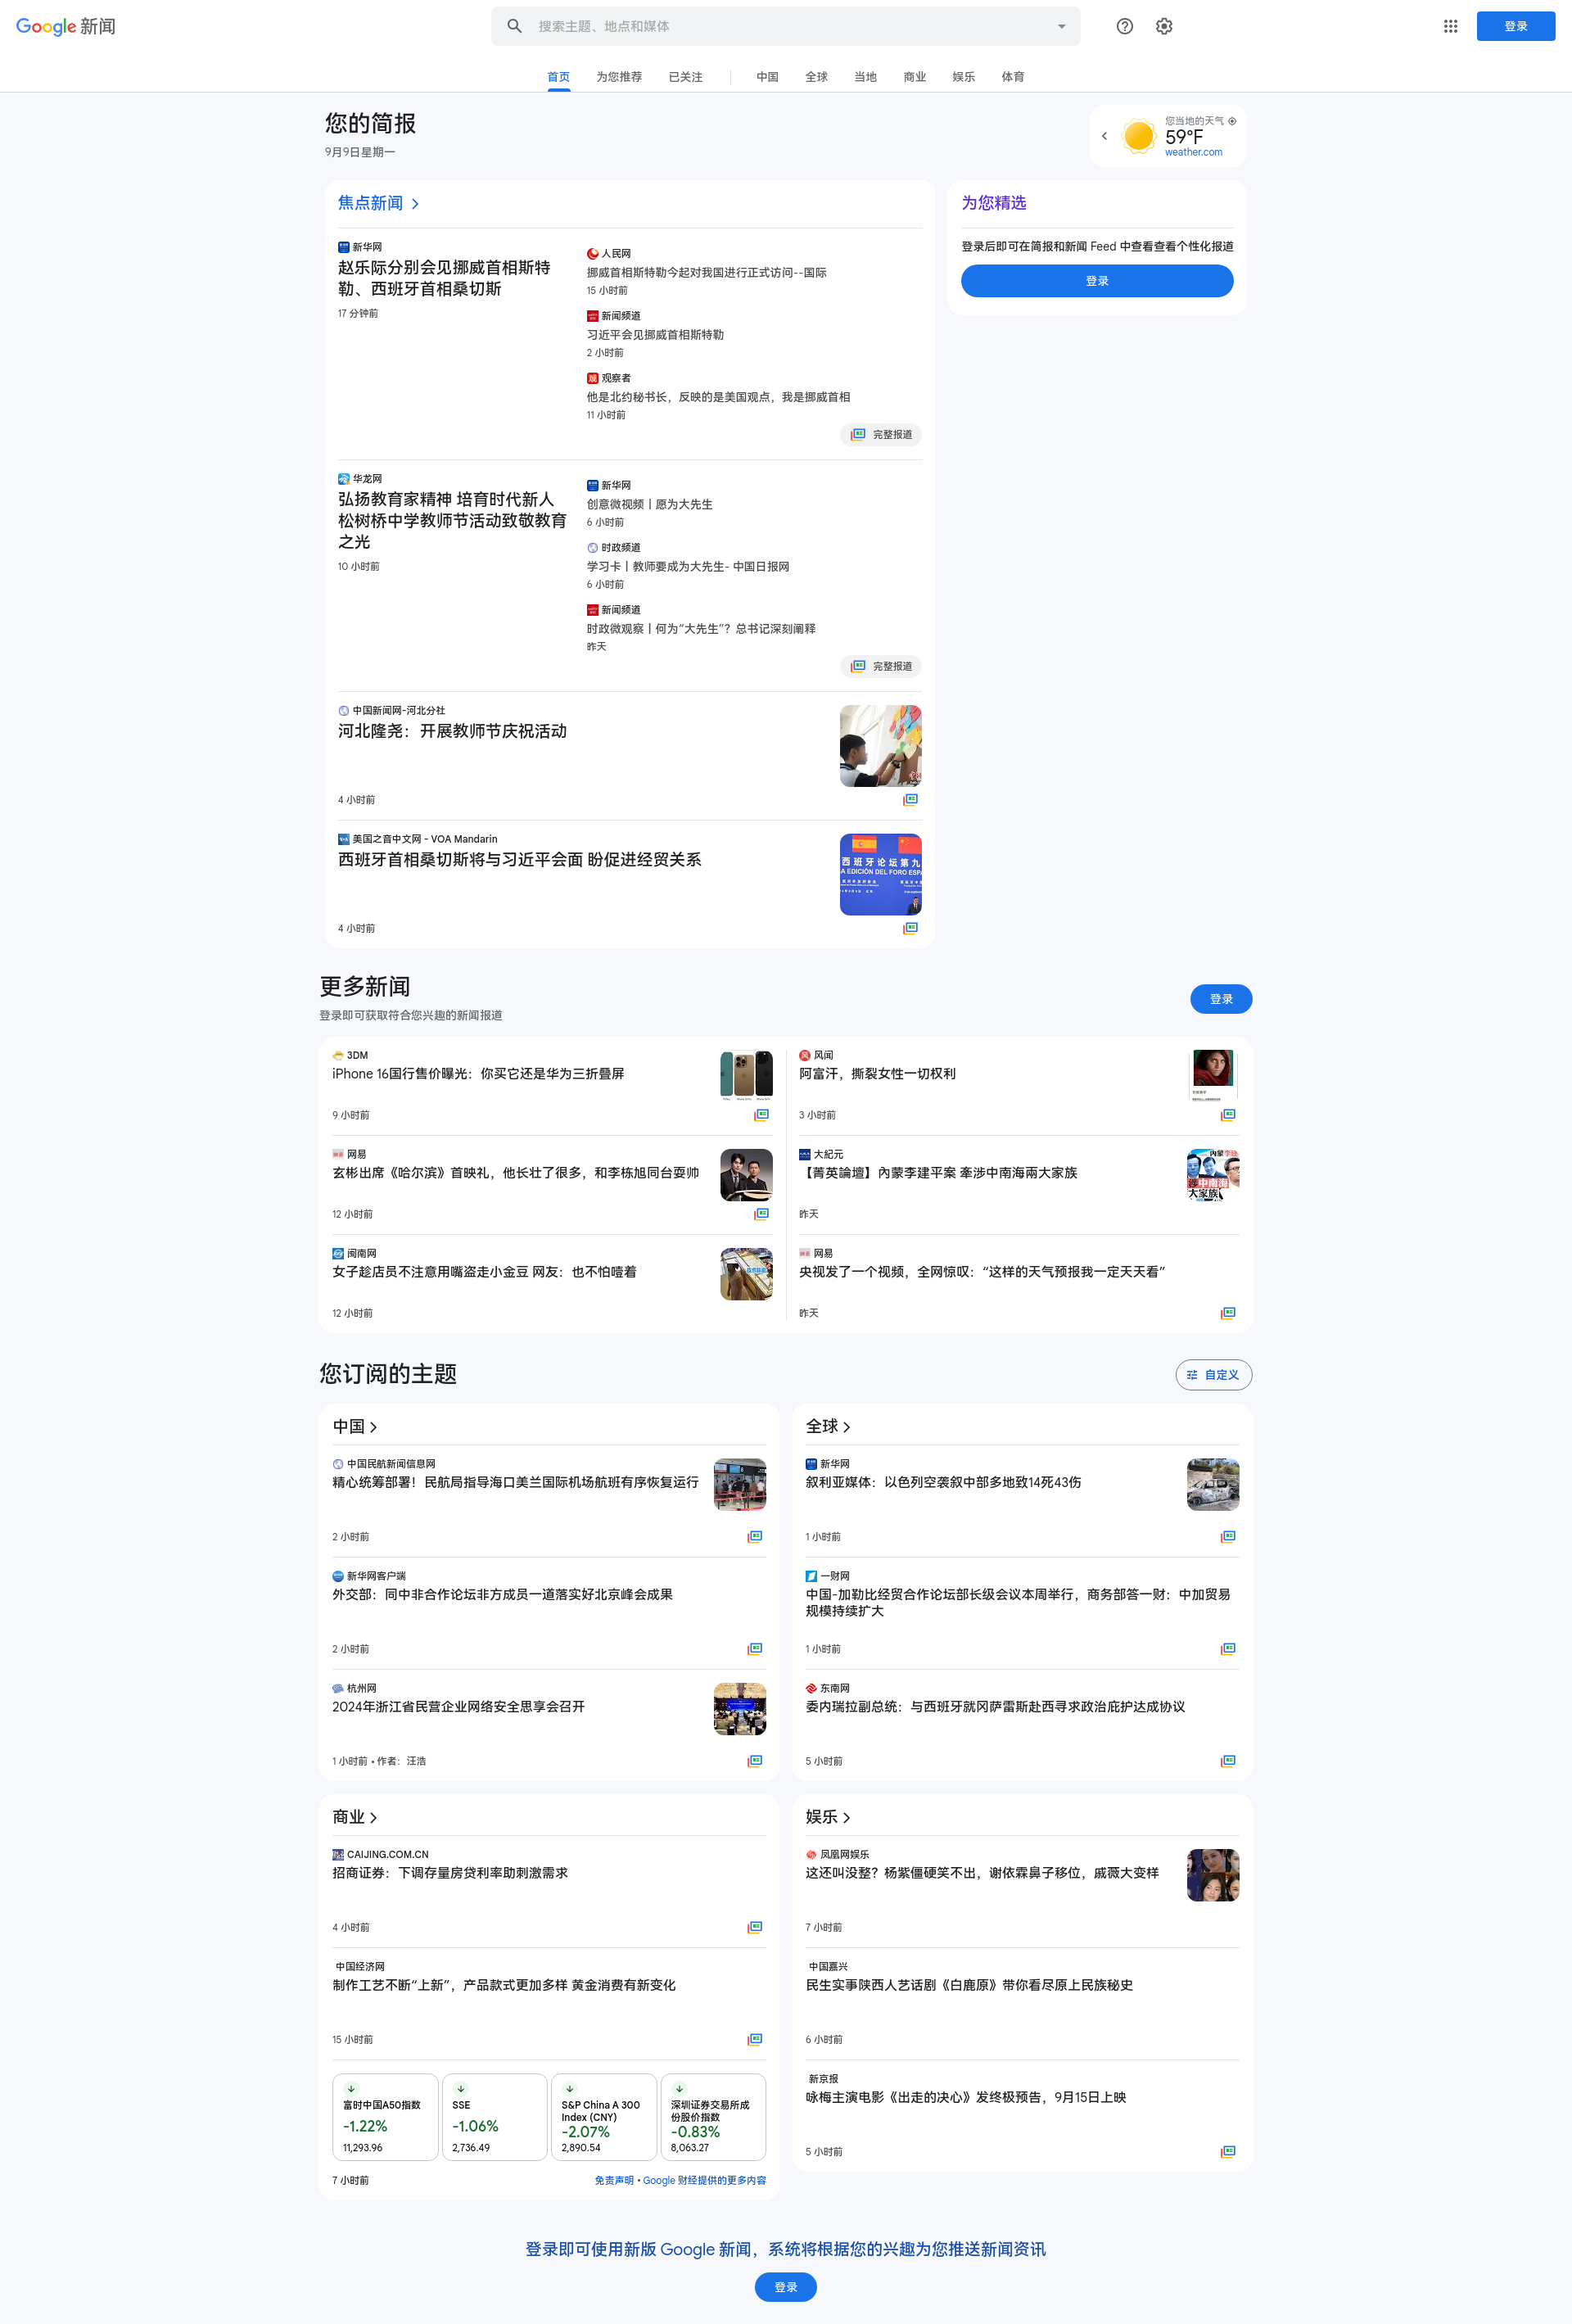 Google 新闻
搜索主题、地点和媒体
登录
首页
为您推荐
已关注
中国
全球
当地
商业
娱乐
体育
您的简报
9月9日星期一
您当地的天气
59°F
weather.com
焦点新闻
新华网
赵乐际分别会见挪威首相斯特
勒、西班牙首相桑切斯
17 分钟前
人民网
挪威首相斯特勒今起对我国进行正式访问--国际
15 小时前
新闻频道
习近平会见挪威首相斯特勒
2 小时前
观察者
他是北约秘书长，反映的是美国观点，我是挪威首相
11 小时前
完整报道
华龙网
弘扬教育家精神 培育时代新人
松树桥中学教师节活动致敬教育
之光
10 小时前
新华网
创意微视频丨愿为大先生
6 小时前
时政频道
学习卡丨教师要成为大先生- 中国日报网
6 小时前
新闻频道
时政微观察丨何为“大先生”？总书记深刻阐释
昨天
完整报道
中国新闻网-河北分社
河北隆尧：开展教师节庆祝活动
4 小时前
美国之音中文网 - VOA Mandarin
西班牙首相桑切斯将与习近平会面 盼促进经贸关系
西班牙论坛第九
A EDICIÓN DEL FORO ESPA
4 小时前
为您精选
登录后即可在简报和新闻 Feed 中查看查看个性化报道
登录
更多新闻
登录即可获取符合您兴趣的新闻报道
登录
3DM
iPhone 16国行售价曝光：你买它还是华为三折叠屏
9 小时前
网易
玄彬出席《哈尔滨》首映礼，他长壮了很多，和李栋旭同台耍帅
12 小时前
闽南网
女子趁店员不注意用嘴盗走小金豆 网友：也不怕噎着
12 小时前
风闻
阿富汗，撕裂女性一切权利
3 小时前
大紀元
【菁英論壇】內蒙李建平案 牽涉中南海兩大家族
內蒙李建
中南海
大家族
昨天
网易
央视发了一个视频，全网惊叹：“这样的天气预报我一定天天看”
昨天
您订阅的主题
自定义
中国
中国民航新闻信息网
精心统筹部署！民航局指导海口美兰国际机场航班有序恢复运行
2 小时前
新华网客户端
外交部：同中非合作论坛非方成员一道落实好北京峰会成果
2 小时前
杭州网
2024年浙江省民营企业网络安全思享会召开
1 小时前 • 作者：汪浩
全球
新华网
叙利亚媒体：以色列空袭叙中部多地致14死43伤
1 小时前
一财网
中国-加勒比经贸合作论坛部长级会议本周举行，商务部答一财：中加贸易
规模持续扩大
1 小时前
东南网
委内瑞拉副总统：与西班牙就冈萨雷斯赴西寻求政治庇护达成协议
5 小时前
商业
CAIJING.COM.CN
招商证券：下调存量房贷利率助刺激需求
4 小时前
中国经济网
制作工艺不断“上新”，产品款式更加多样 黄金消费有新变化
15 小时前
富时中国A50指数
-1.22%
11,293.96
SSE
-1.06%
2,736.49
S&P China A 300
Index (CNY)
-2.07%
2,890.54
深圳证券交易所成
份股价指数
-0.83%
8,063.27
7 小时前
免责声明 • Google 财经提供的更多内容
娱乐
凤凰网娱乐
这还叫没整？杨紫僵硬笑不出，谢依霖鼻子移位，戚薇大变样
7 小时前
中国嘉兴
民生实事陕西人艺话剧《白鹿原》带你看尽原上民族秘史
6 小时前
新京报
咏梅主演电影《出走的决心》发终极预告，9月15日上映
5 小时前
登录即可使用新版 Google 新闻，系统将根据您的兴趣为您推送新闻资讯
登录